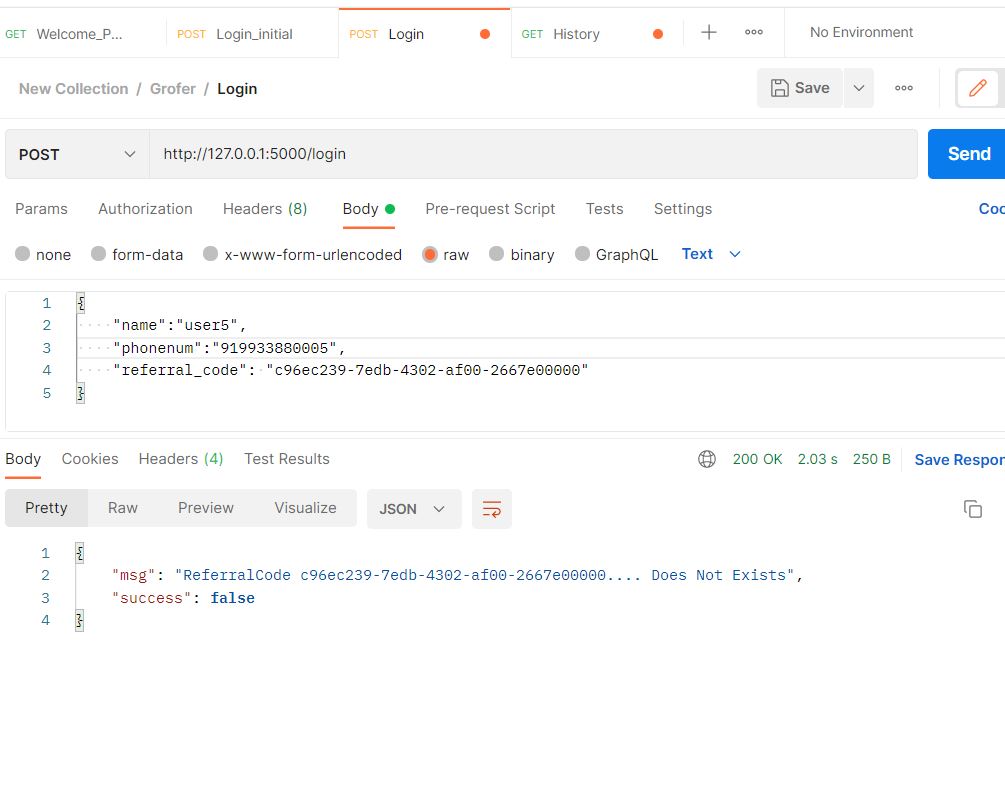 GET Welcome_P... POST Login_initial POST Login GET History No Environment
New Collection / Grofer / Login Save
POST http://127.0.0.1:5000/login Send
Params Authorization Headers (8) Body Pre-request Script Tests Settings Coo
none form-data x-www-form-urlencoded raw binary GraphQL Text
1 {
2 "name":"user5",
3 "phonenum":"919933880005",
4 "referral_code": "c96ec239-7edb-4302-af00-2667e00000"
5 }
Body Cookies Headers (4) Test Results 200 OK 2.03 s 250 B Save Respon
Pretty Raw Preview Visualize JSON
1 {
2 "msg": "ReferralCode c96ec239-7edb-4302-af00-2667e00000.... Does Not Exists",
3 "success": false
4 }